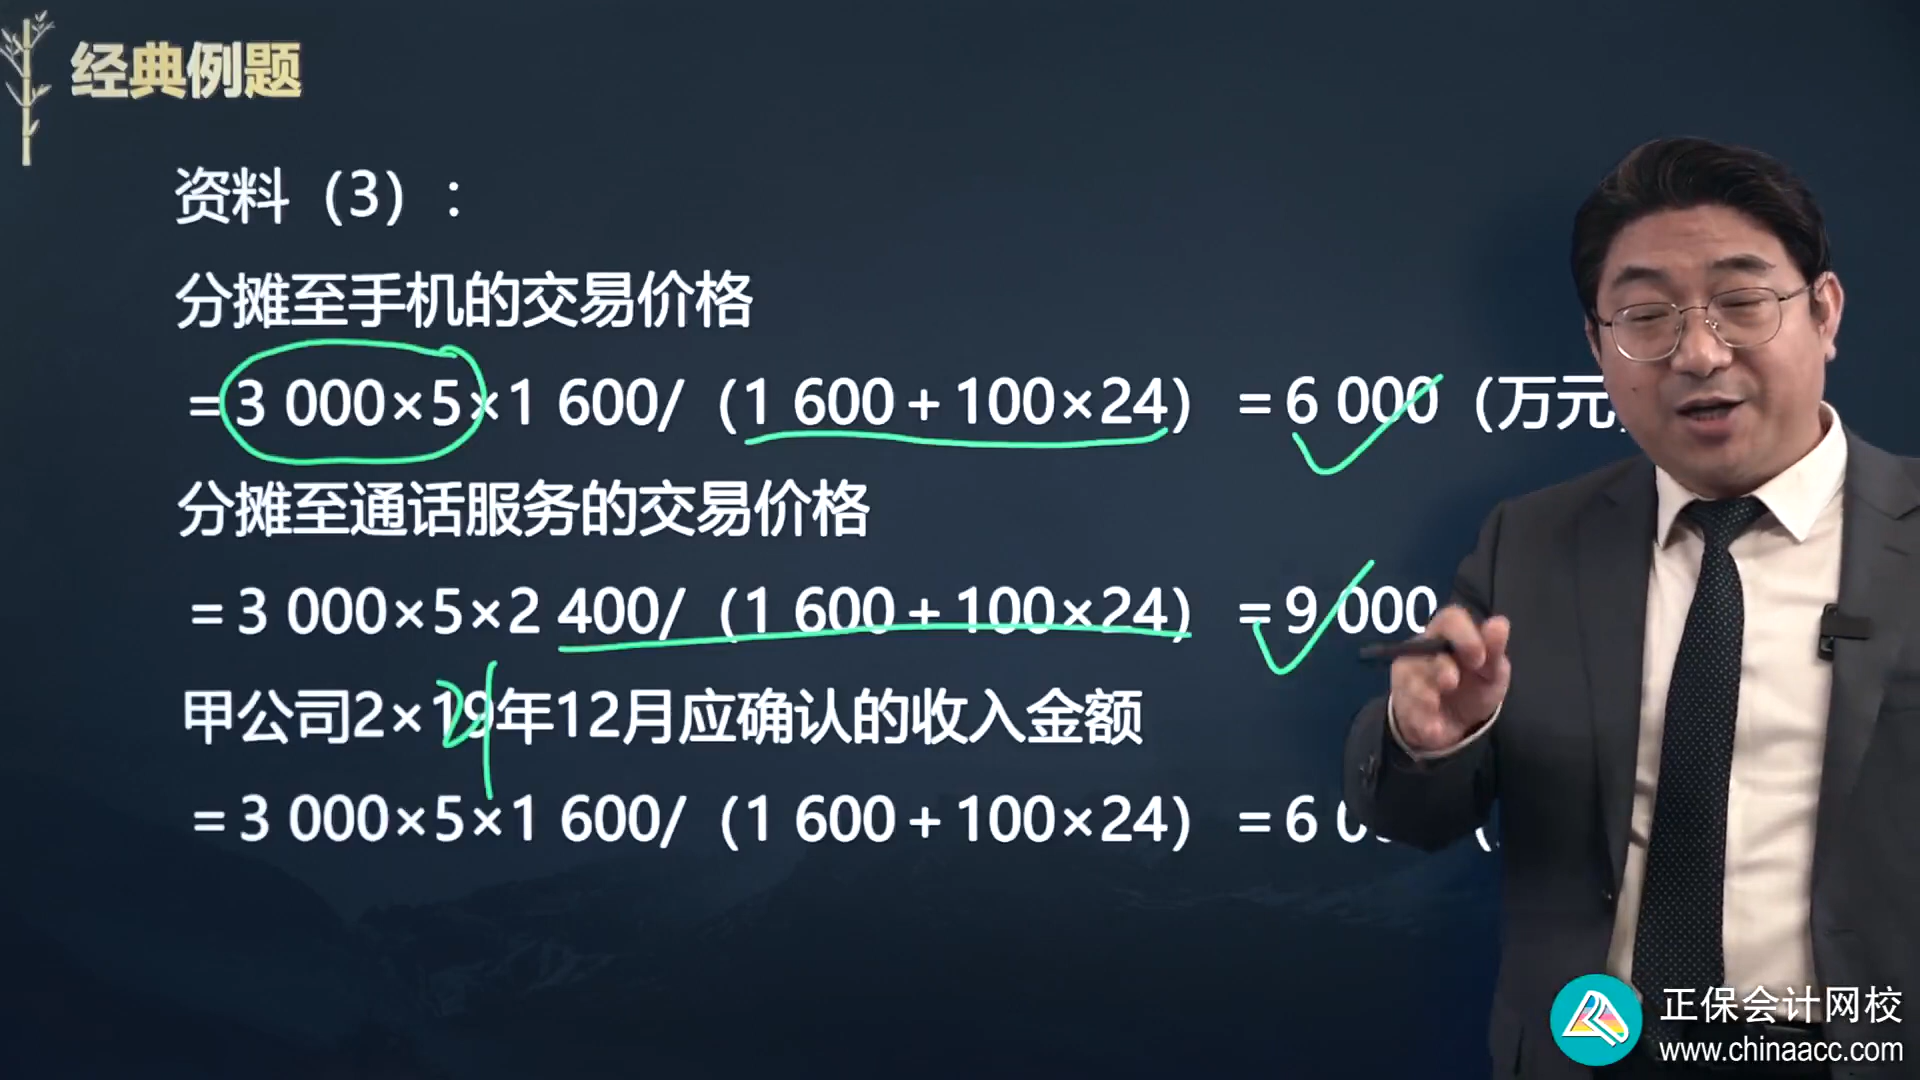 经典例题
资料（3）：
分摊至手机的交易价格
=3 000×5×1 600/（1 600+100×24）=6 000（万元
分摊至通话服务的交易价格
=3 000×5×2 400/（1 600+100×24）=9 000
甲公司2×19年12月应确认的收入金额
=3 000×5×1 600/（1 600+100×24）=6 0
正保会计网校
www.chinaacc.com